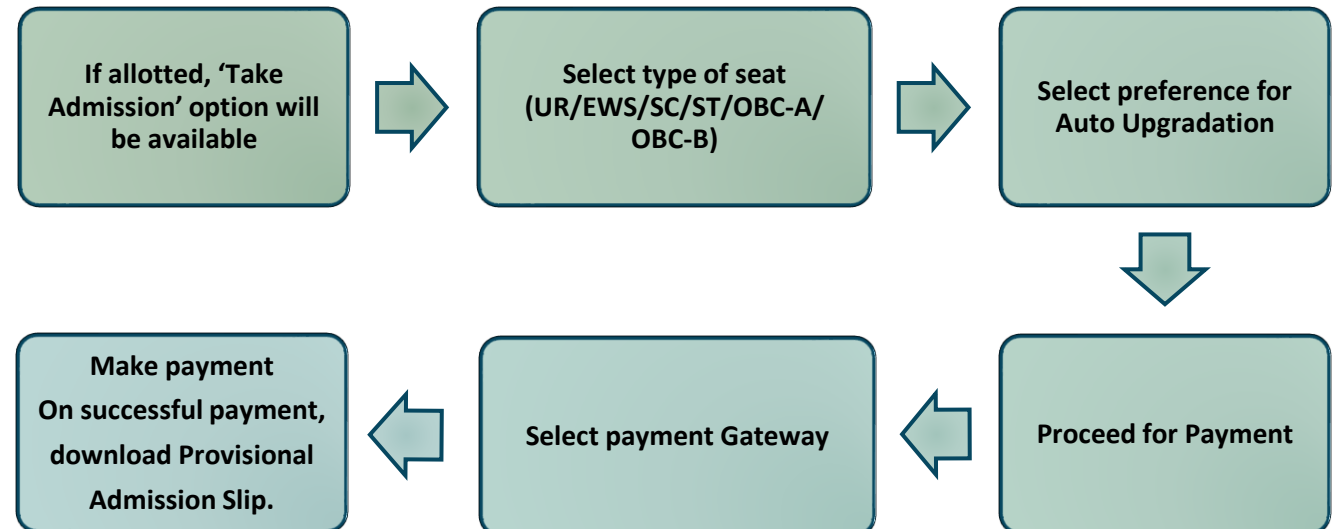 If allotted, ‘Take
Admission’ option will
be available
Select type of seat
(UR/EWS/SC/ST/OBC-A/
OBC-B)
Select preference for
Auto Upgradation
Proceed for Payment
Select payment Gateway
Make payment
On successful payment,
download Provisional
Admission Slip.